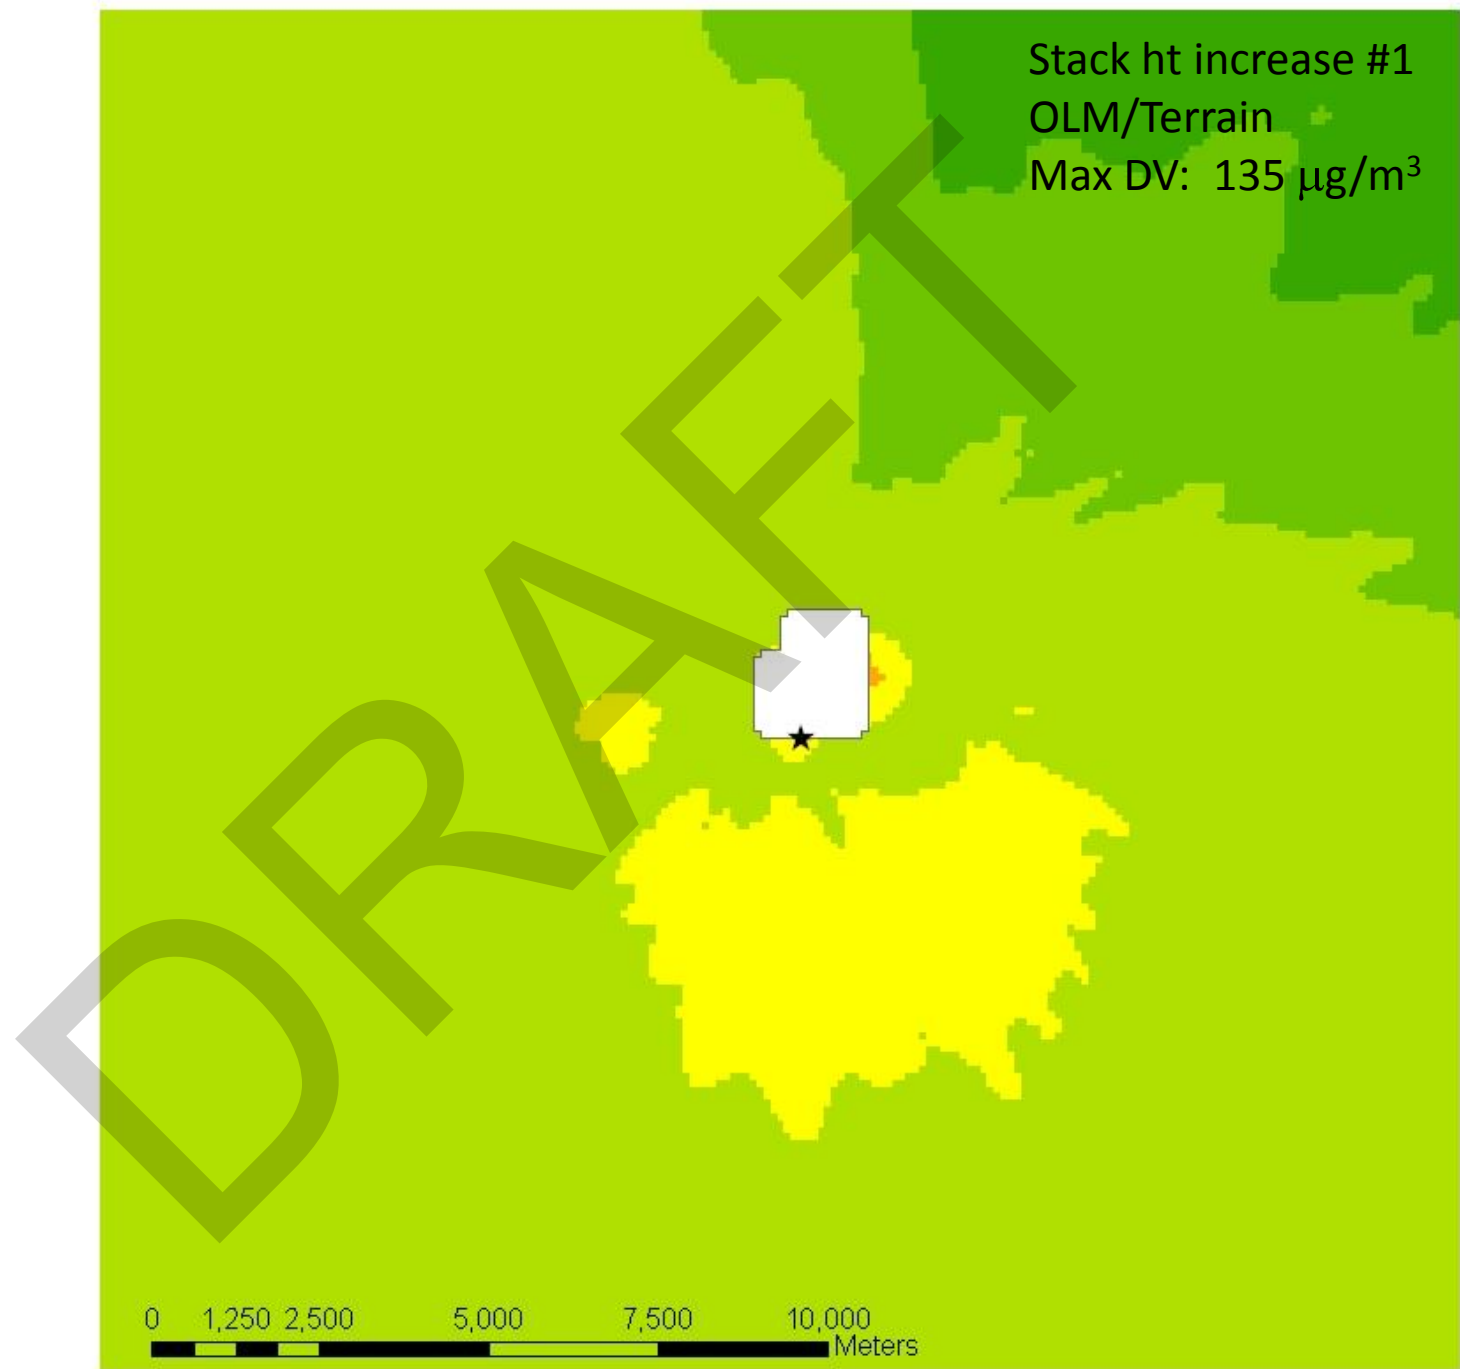 Stack ht increase #1
OLM/Terrain
Max DV: 135 μg/m³
DRAFT
0 1,250 2,500 5,000 7,500 10,000
Meters